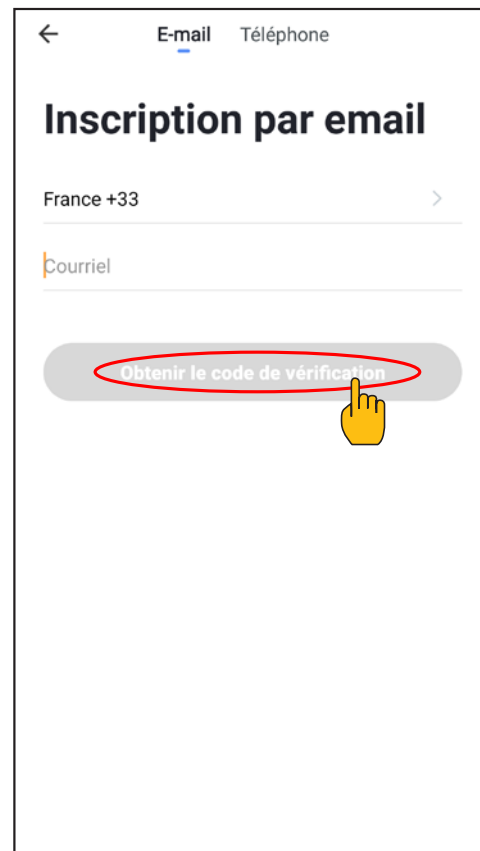 E-mail Téléphone
Inscription par email
France +33
Courriel
Obtenir le code de vérification